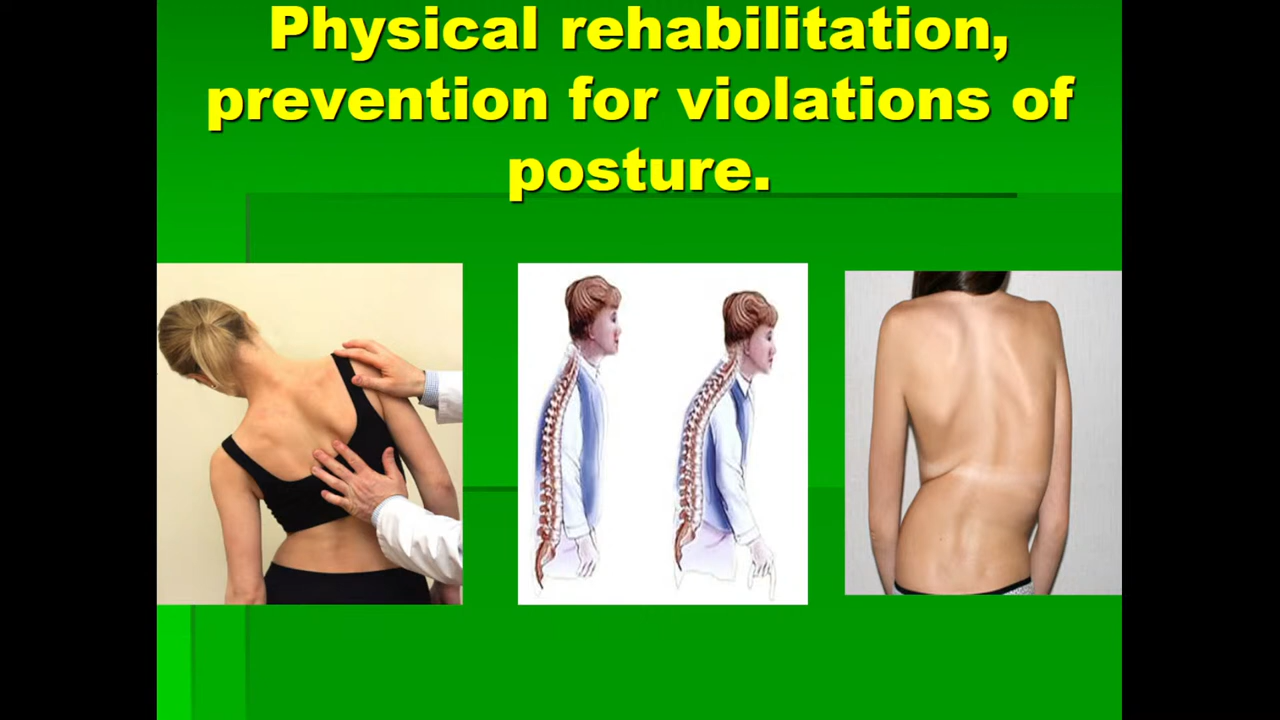 Physical rehabilitation,
prevention for violations of
posture.